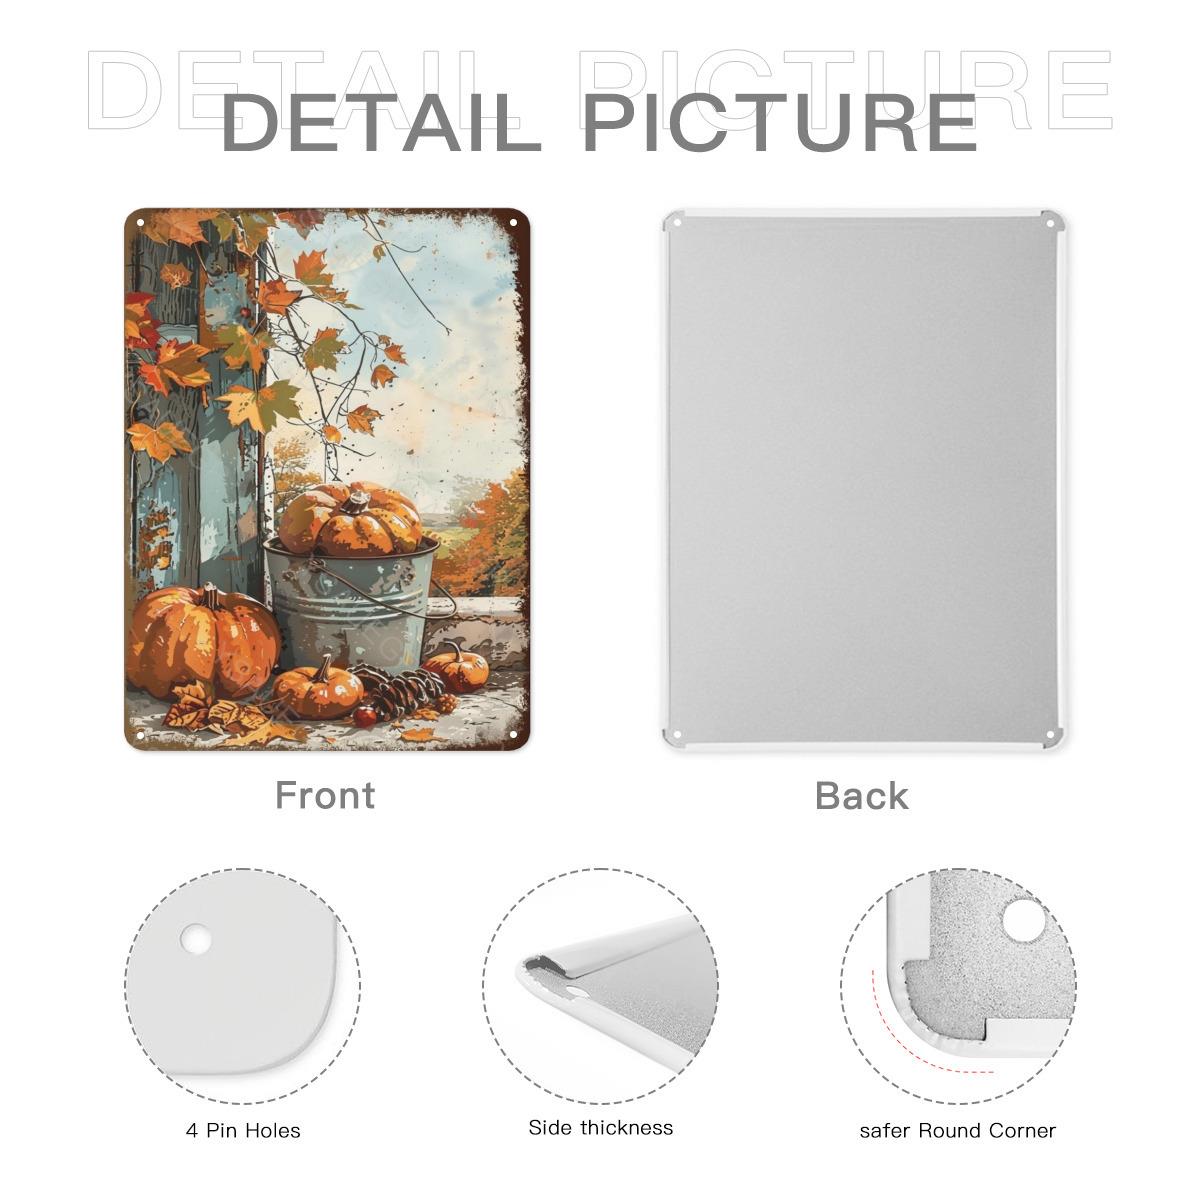 DETAIL PICTURE
DETAIL PICTURE
Front
Back
4 Pin Holes
Side thickness
safer Round Corner